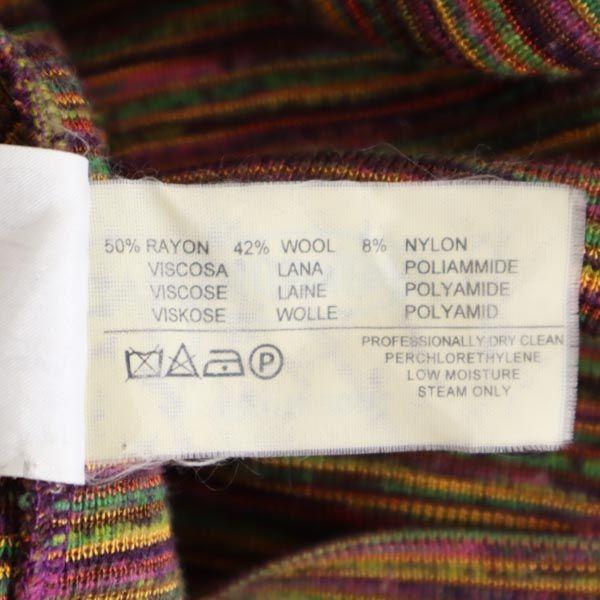 50% RAYON 42% WOOL 8% NYLON
VISCOSA LANA POLIAMMIDE
VISCOSE LAINE POLYAMIDE
VISKOSE WOLLE POLYAMID
PROFESSIONALLY DRY CLEAN
PERCHLORETHYLENE
LOW MOISTURE
STEAM ONLY
P